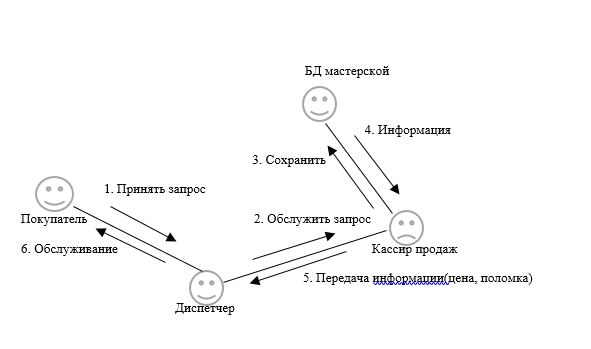 БД мастерской
4. Информация
3. Сохранить
1. Принять запрос
Покупатель
2. Обслужить запрос
6. Обслуживание
Кассир продаж
5. Передача информации(цена, поломка)
Диспетчер